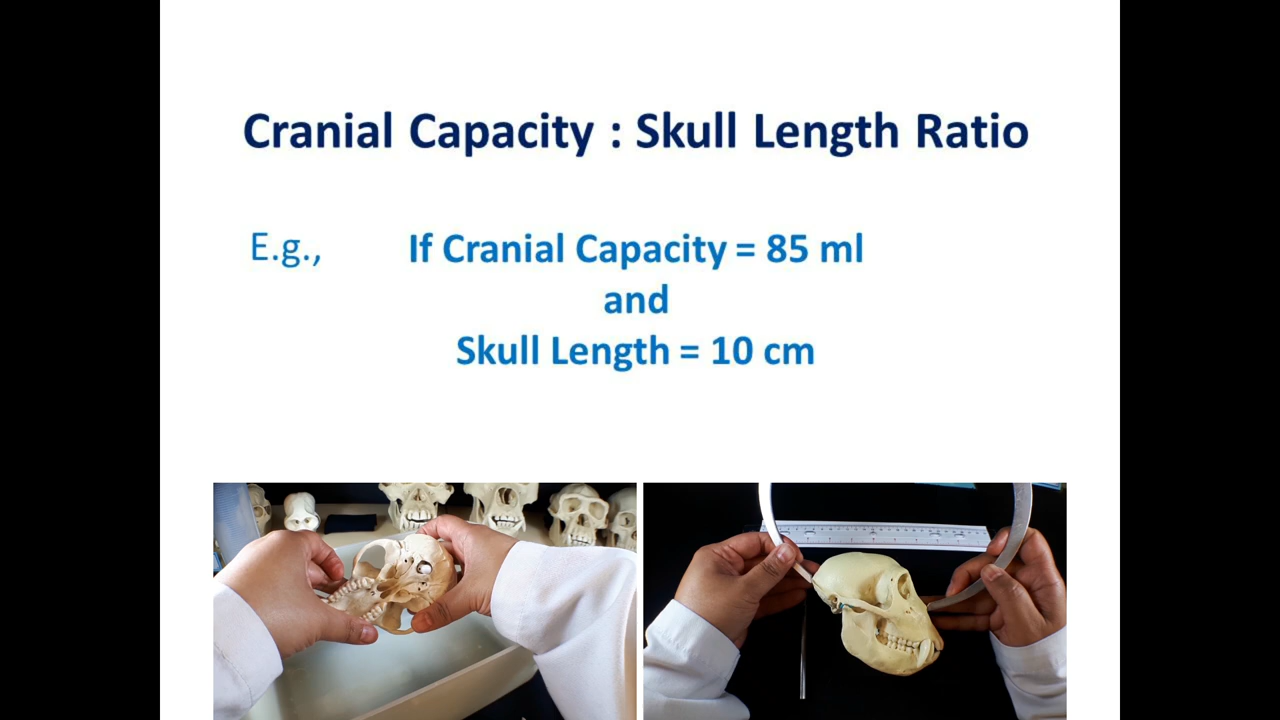 Cranial Capacity : Skull Length Ratio
E.g., If Cranial Capacity = 85 ml
and
Skull Length = 10 cm